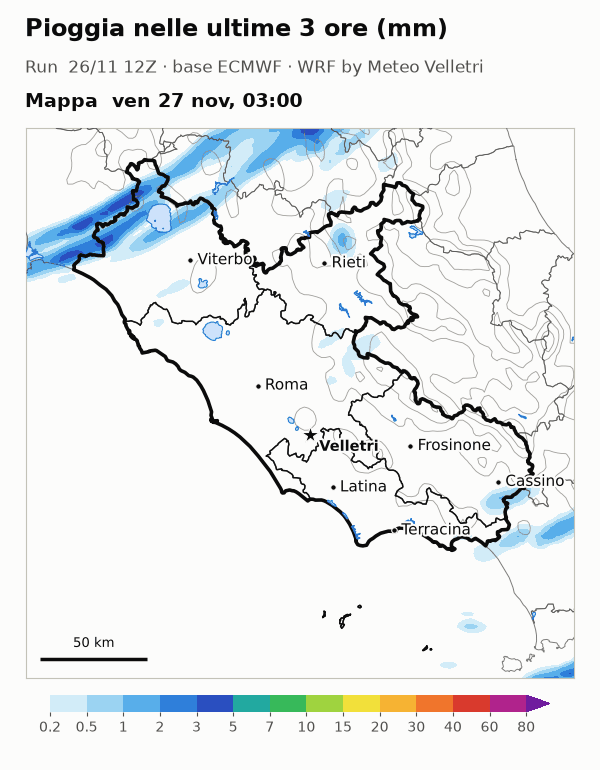 Pioggia nelle ultime 3 ore (mm)
Run  26/11 12Z · base ECMWF · WRF by Meteo Velletri
Mappa  ven 27 nov, 03:00
Viterbo
Rieti
Roma
Velletri
Frosinone
Cassino
Latina
Terracina
50 km
0.2 0.5 1 2 3 5 7 10 15 20 30 40 60 80